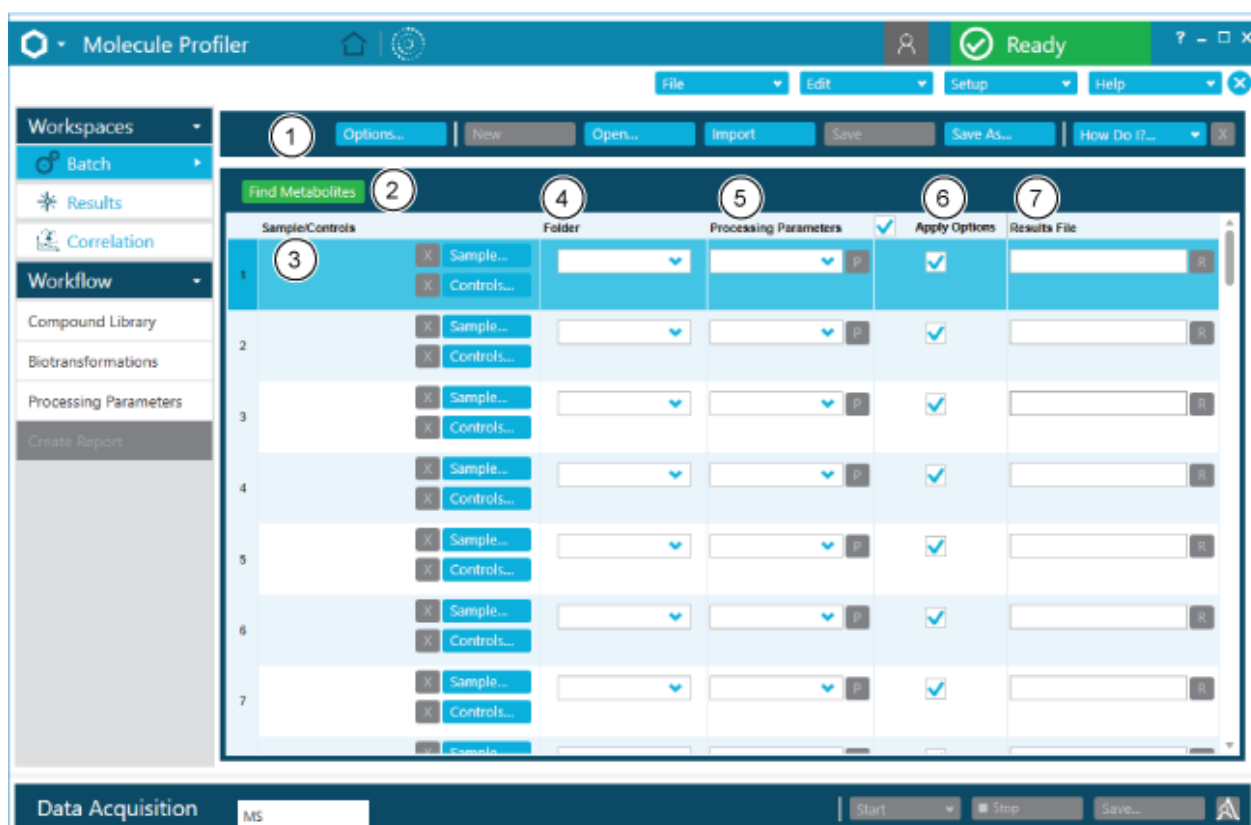 Molecule Profiler
Ready
? - □ X
File Edit Setup Help
Workspaces
Batch
Results
Correlation
Workflow
Compound Library
Biotransformations
Processing Parameters
Create Report
1 Options... New Open... Import Save Save As... How Do I?... X
Find Metabolites 2 4 5 6 7
Sample/Controls Folder Processing Parameters Apply Options Results File
1 3 X Sample... P R
X Controls...
2 X Sample... P R
X Controls...
3 X Sample... P R
X Controls...
4 X Sample... P R
X Controls...
5 X Sample... P R
X Controls...
6 X Sample... P R
X Controls...
7 X Sample... P R
X Controls...
Sample...
Data Acquisition MS Start Stop Save...